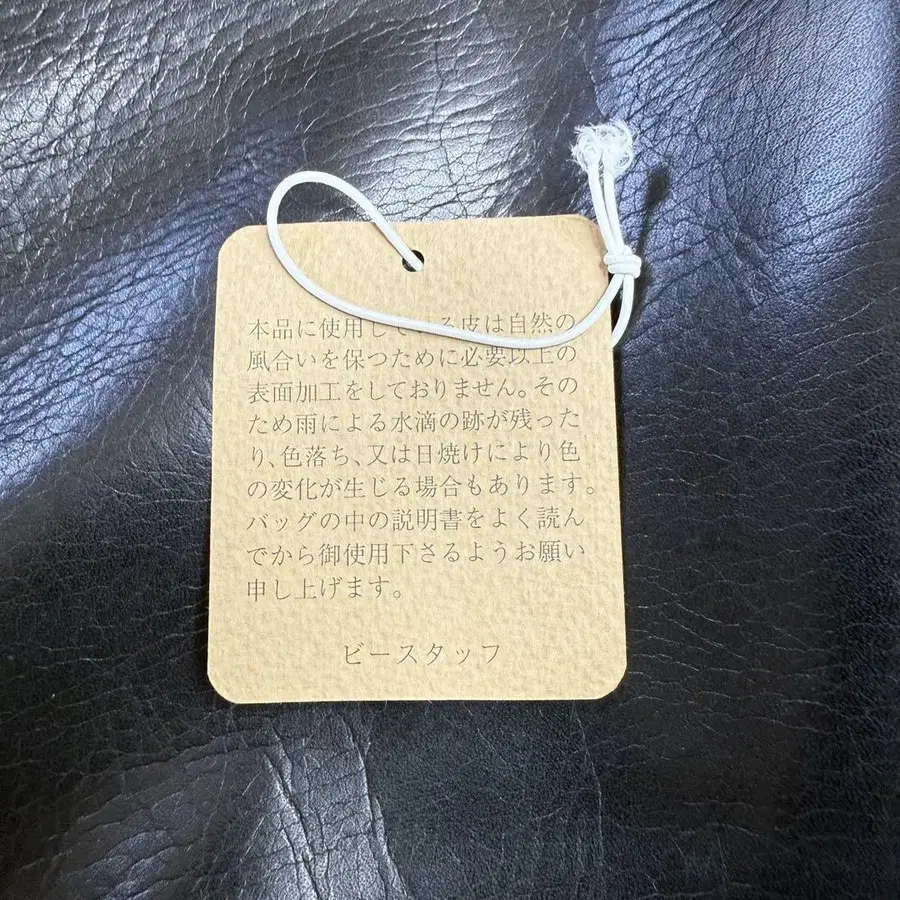 本品に使用している皮は自然の
風合いを保つために必要以上の
表面加工をしておりません。その
ため雨による水滴の跡が残った
り、色落ち、又は日焼けにより色
の変化が生じる場合もあります。
バッグの中の説明書をよく読ん
でから御使用下さるようお願い
申し上げます。
ビースタッフ